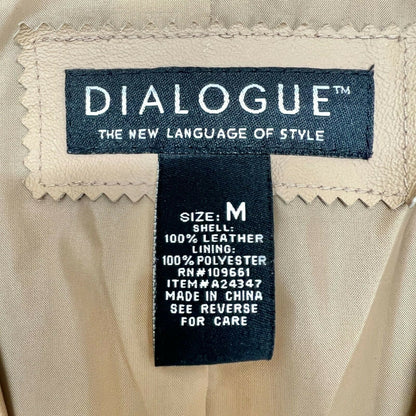 DIALOGUE™
THE NEW LANGUAGE OF STYLE
SIZE: M
SHELL:
100% LEATHER
LINING:
100% POLYESTER
RN#109661
ITEM#A24347
MADE IN CHINA
SEE REVERSE
FOR CARE